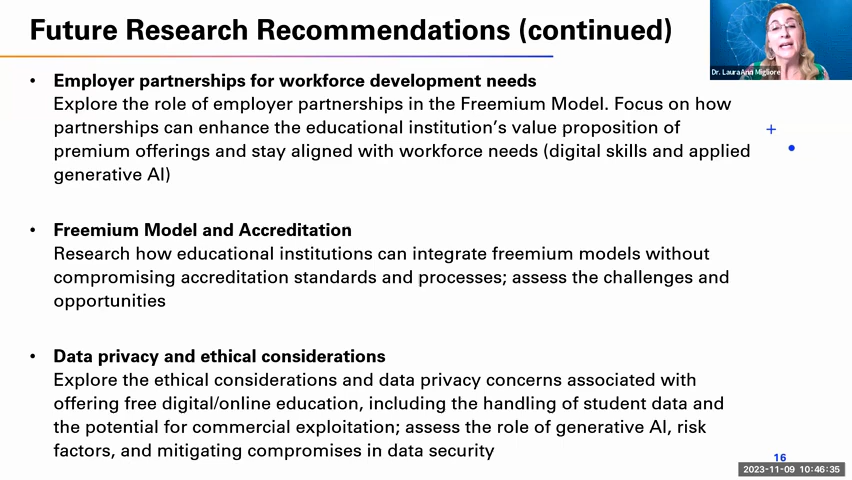 Future Research Recommendations (continued)
Dr. LauraAnn Migliore
• Employer partnerships for workforce development needs
Explore the role of employer partnerships in the Freemium Model. Focus on how
partnerships can enhance the educational institution’s value proposition of
premium offerings and stay aligned with workforce needs (digital skills and applied
generative AI)
• Freemium Model and Accreditation
Research how educational institutions can integrate freemium models without
compromising accreditation standards and processes; assess the challenges and
opportunities
• Data privacy and ethical considerations
Explore the ethical considerations and data privacy concerns associated with
offering free digital/online education, including the handling of student data and
the potential for commercial exploitation; assess the role of generative AI, risk
factors, and mitigating compromises in data security
16
2023-11-09 10:46:35